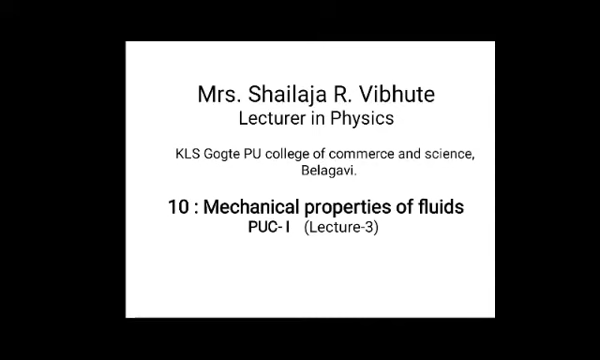 Mrs. Shailaja R. Vibhute
Lecturer in Physics
KLS Gogte PU college of commerce and science,
Belagavi.
10 : Mechanical properties of fluids
PUC- I (Lecture-3)